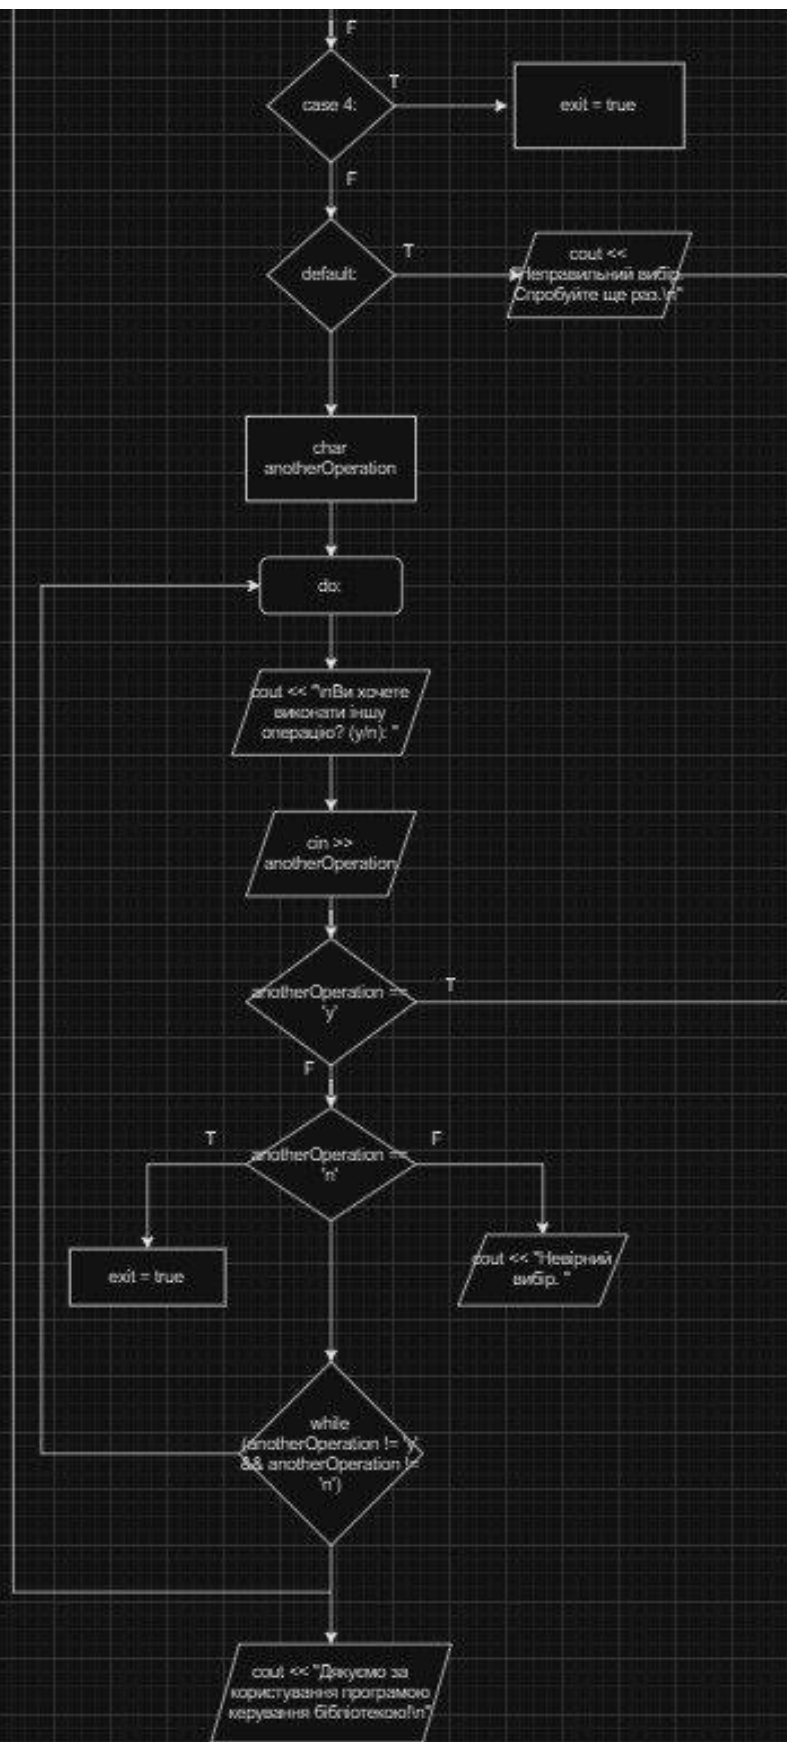 F
T
case 4:
exit = true
F
T
default:
cout <<
"Неправильний вибір.
Спробуйте ще раз.\n"
char
anotherOperation
do:
cout << "\nВи хочете
виконати іншу
операцію? (y/n): "
cin >>
anotherOperation
T
anotherOperation ==
'y'
F
T
F
anotherOperation ==
'n'
exit = true
cout << "Невірний
вибір. "
while
(anotherOperation != 'y'
&& anotherOperation !=
'n')
cout << "Дякуємо за
користування програмою
керування бібліотекою!\n"